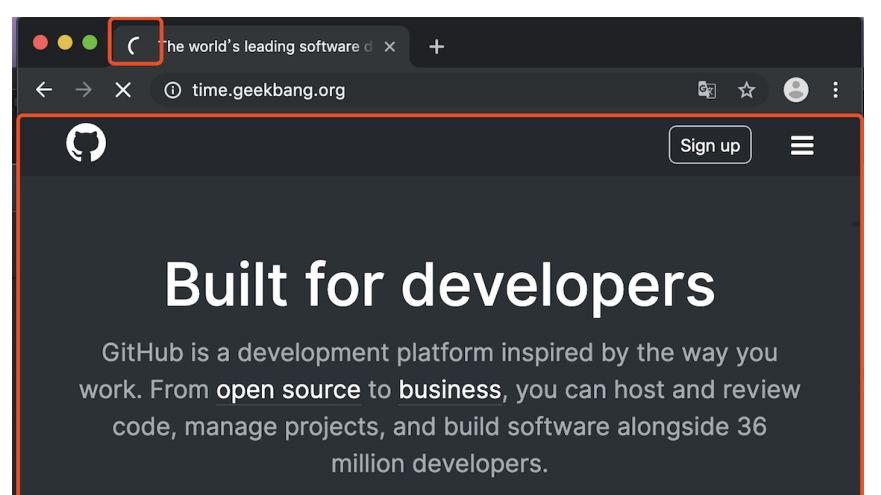 The world's leading software d
time.geekbang.org
Sign up
Built for developers
GitHub is a development platform inspired by the way you
work. From open source to business, you can host and review
code, manage projects, and build software alongside 36
million developers.